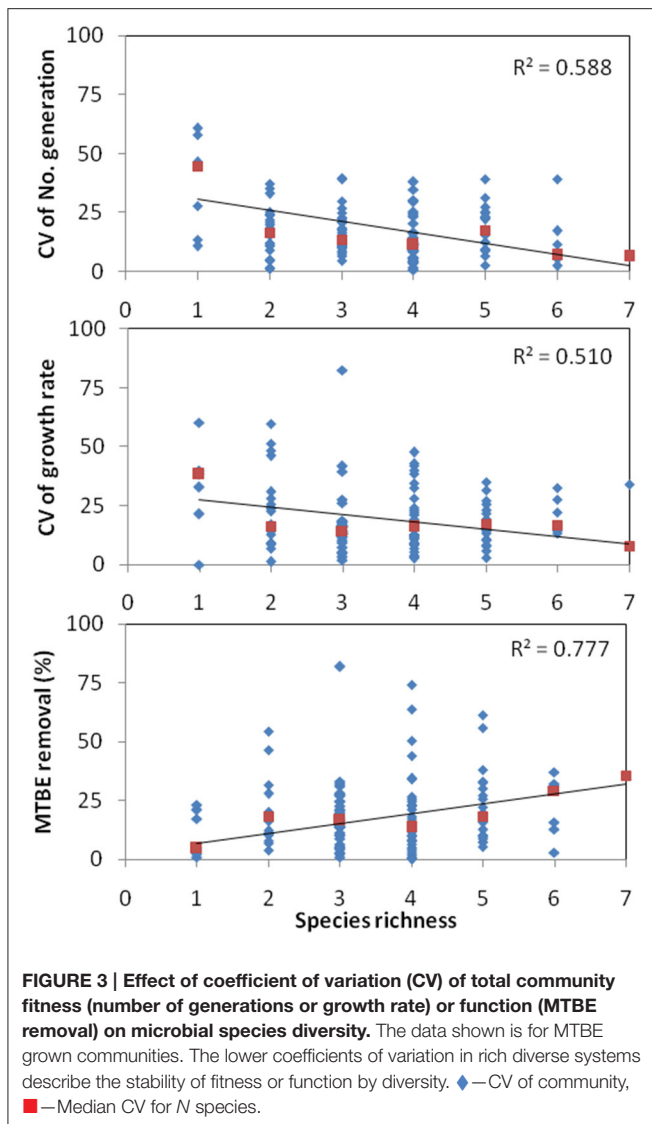 100
75
50
25
0
CV of No. generation
R² = 0.588
0 1 2 3 4 5 6 7
100
75
50
25
0
CV of growth rate
R² = 0.510
0 1 2 3 4 5 6 7
100
75
50
25
0
MTBE removal (%)
R² = 0.777
0 1 2 3 4 5 6 7
Species richness
FIGURE 3 | Effect of coefficient of variation (CV) of total community
fitness (number of generations or growth rate) or function (MTBE
removal) on microbial species diversity. The data shown is for MTBE
grown communities. The lower coefficients of variation in rich diverse systems
describe the stability of fitness or function by diversity. ◆—CV of community,
■—Median CV for N species.